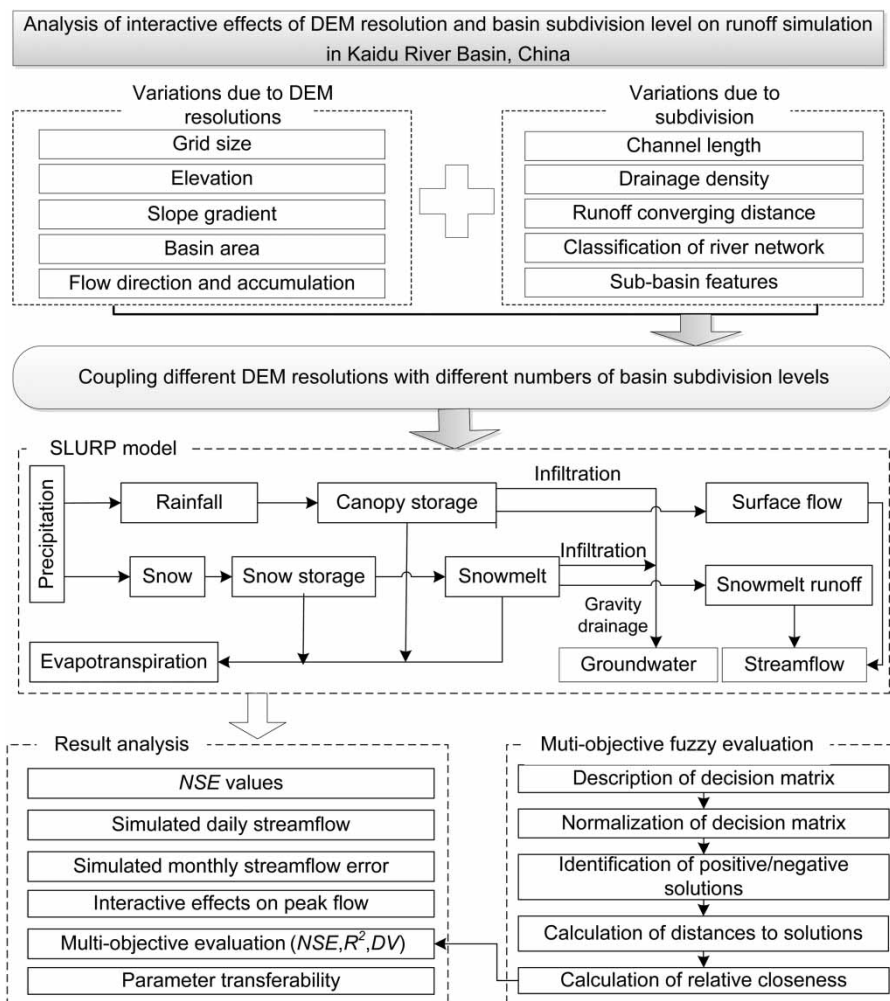 Analysis of interactive effects of DEM resolution and basin subdivision level on runoff simulation
in Kaidu River Basin, China
Variations due to DEM
resolutions
Grid size
Elevation
Slope gradient
Basin area
Flow direction and accumulation
Variations due to
subdivision
Channel length
Drainage density
Runoff converging distance
Classification of river network
Sub-basin features
Coupling different DEM resolutions with different numbers of basin subdivision levels
SLURP model
Precipitation
Rainfall
Canopy storage
Infiltration
Surface flow
Snow
Snow storage
Snowmelt
Infiltration
Snowmelt runoff
Gravity
drainage
Evapotranspiration
Groundwater
Streamflow
Result analysis
NSE values
Simulated daily streamflow
Simulated monthly streamflow error
Interactive effects on peak flow
Multi-objective evaluation (NSE,R²,DV)
Parameter transferability
Muti-objective fuzzy evaluation
Description of decision matrix
Normalization of decision matrix
Identification of positive/negative
solutions
Calculation of distances to solutions
Calculation of relative closeness